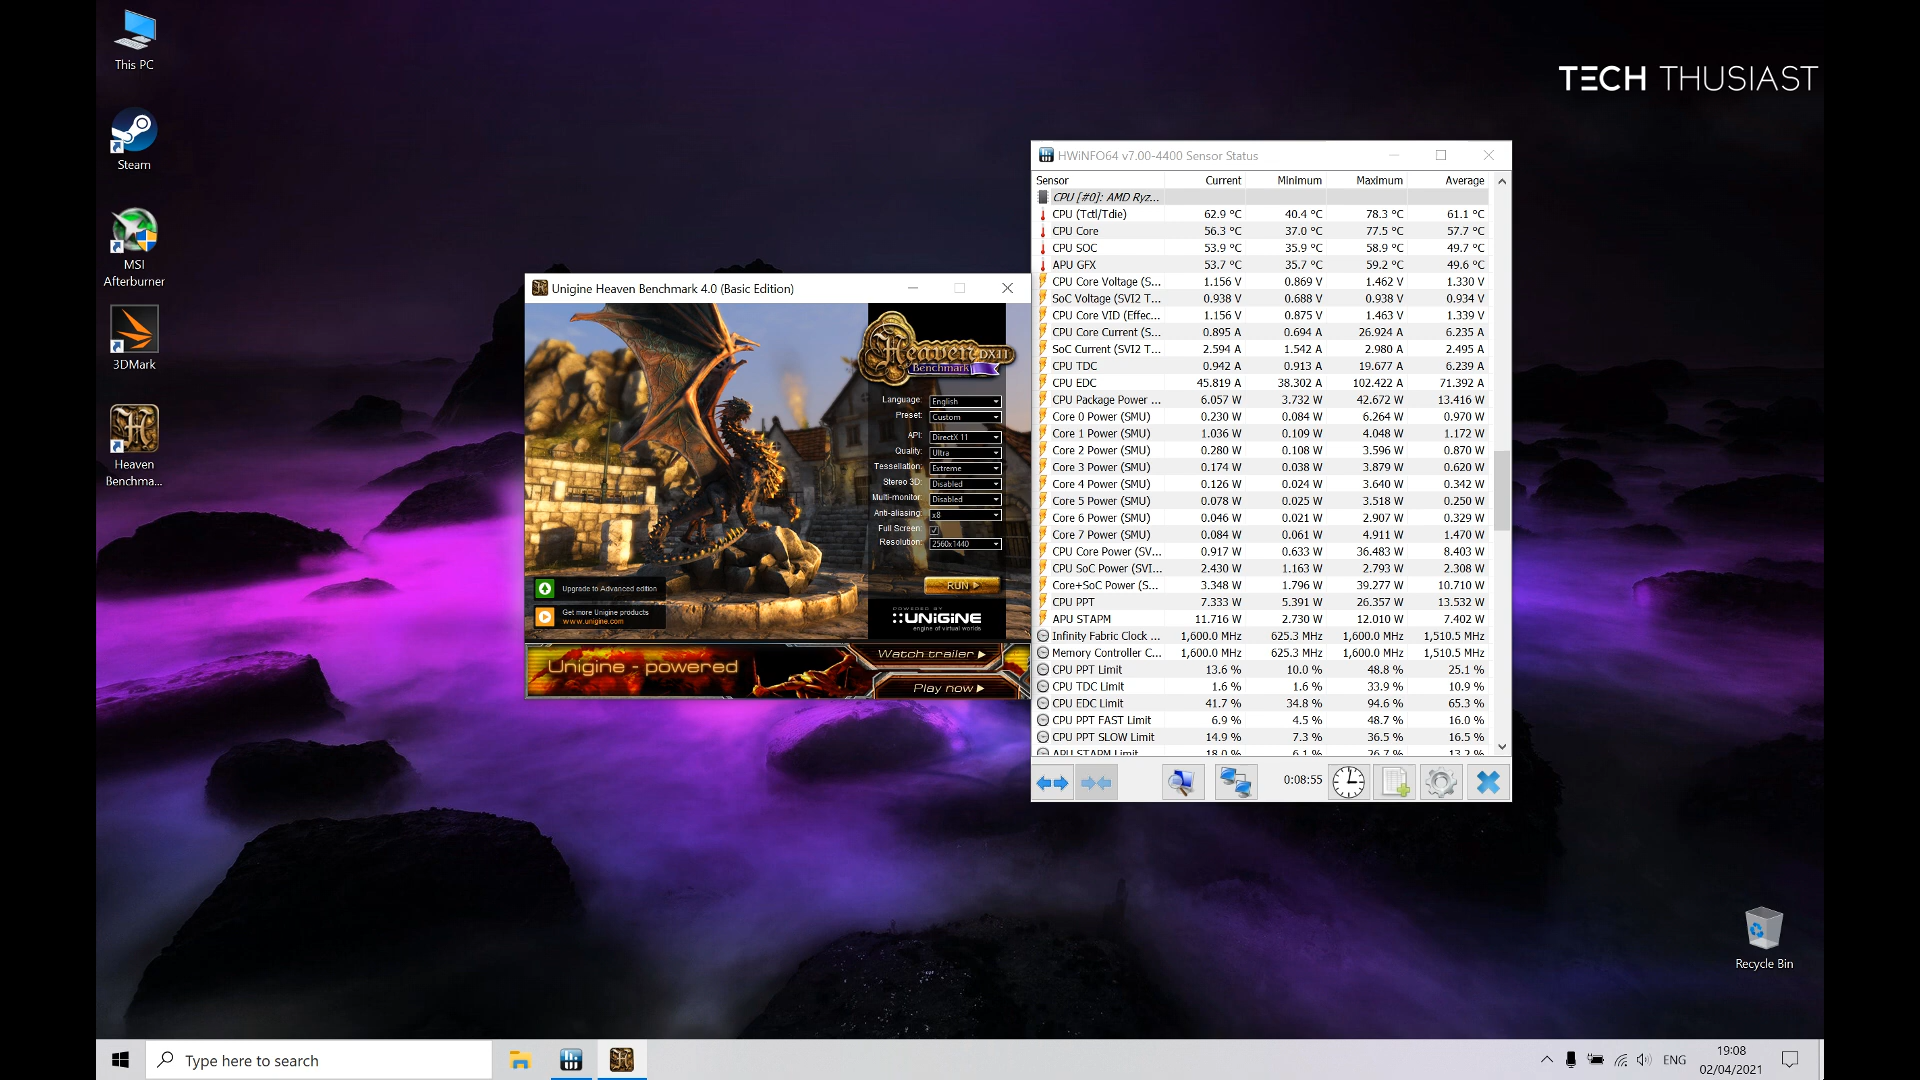 This PC
TECH THUSIAST
Steam
MSI
Afterburner
3DMark
Heaven
Benchma...
Unigine Heaven Benchmark 4.0 (Basic Edition)
Heaven DX11
Benchmark
Language: English
Preset: Custom
API: DirectX 11
Quality: Ultra
Tessellation: Extreme
Stereo 3D: Disabled
Multi-monitor: Disabled
Anti-aliasing: x8
Full Screen:
Resolution: 2560x1440
RUN
Upgrade to Advanced edition
Get more Unigine products
www.unigine.com
POWERED BY
UNIGINE
engine of virtual worlds
Unigine - powered
Watch trailer
Play now
HWiNFO64 v7.00-4400 Sensor Status
Sensor Current Minimum Maximum Average
CPU [#0]: AMD Ryz...
CPU (Tctl/Tdie) 62.9 °C 40.4 °C 78.3 °C 61.1 °C
CPU Core 56.3 °C 37.0 °C 77.5 °C 57.7 °C
CPU SOC 53.9 °C 35.9 °C 58.9 °C 49.7 °C
APU GFX 53.7 °C 35.7 °C 59.2 °C 49.6 °C
CPU Core Voltage (S... 1.156 V 0.869 V 1.462 V 1.330 V
SoC Voltage (SVI2 T... 0.938 V 0.688 V 0.938 V 0.934 V
CPU Core VID (Effec... 1.156 V 0.875 V 1.463 V 1.339 V
CPU Core Current (S... 0.895 A 0.694 A 26.924 A 6.235 A
SoC Current (SVI2 T... 2.594 A 1.542 A 2.980 A 2.495 A
CPU TDC 0.942 A 0.913 A 19.677 A 6.239 A
CPU EDC 45.819 A 38.302 A 102.422 A 71.392 A
CPU Package Power ... 6.057 W 3.732 W 42.672 W 13.416 W
Core 0 Power (SMU) 0.230 W 0.084 W 6.264 W 0.970 W
Core 1 Power (SMU) 1.036 W 0.109 W 4.048 W 1.172 W
Core 2 Power (SMU) 0.280 W 0.108 W 3.596 W 0.870 W
Core 3 Power (SMU) 0.174 W 0.038 W 3.879 W 0.620 W
Core 4 Power (SMU) 0.126 W 0.024 W 3.640 W 0.342 W
Core 5 Power (SMU) 0.078 W 0.025 W 3.518 W 0.250 W
Core 6 Power (SMU) 0.046 W 0.021 W 2.907 W 0.329 W
Core 7 Power (SMU) 0.084 W 0.061 W 4.911 W 1.470 W
CPU Core Power (SV... 0.917 W 0.633 W 36.483 W 8.403 W
CPU SoC Power (SVI... 2.430 W 1.163 W 2.793 W 2.308 W
Core+SoC Power (S... 3.348 W 1.796 W 39.277 W 10.710 W
CPU PPT 7.333 W 5.391 W 26.357 W 13.532 W
APU STAPM 11.716 W 2.730 W 12.010 W 7.402 W
Infinity Fabric Clock ... 1,600.0 MHz 625.3 MHz 1,600.0 MHz 1,510.5 MHz
Memory Controller C... 1,600.0 MHz 625.3 MHz 1,600.0 MHz 1,510.5 MHz
CPU PPT Limit 13.6 % 10.0 % 48.8 % 25.1 %
CPU TDC Limit 1.6 % 1.6 % 33.9 % 10.9 %
CPU EDC Limit 41.7 % 34.8 % 94.6 % 65.3 %
CPU PPT FAST Limit 6.9 % 4.5 % 48.7 % 16.0 %
CPU PPT SLOW Limit 14.9 % 7.3 % 36.5 % 16.5 %
APU STAPM Limit 18.0 % 6.1 % 26.7 % 13.2 %
0:08:55
Recycle Bin
Type here to search
ENG
19:08
02/04/2021